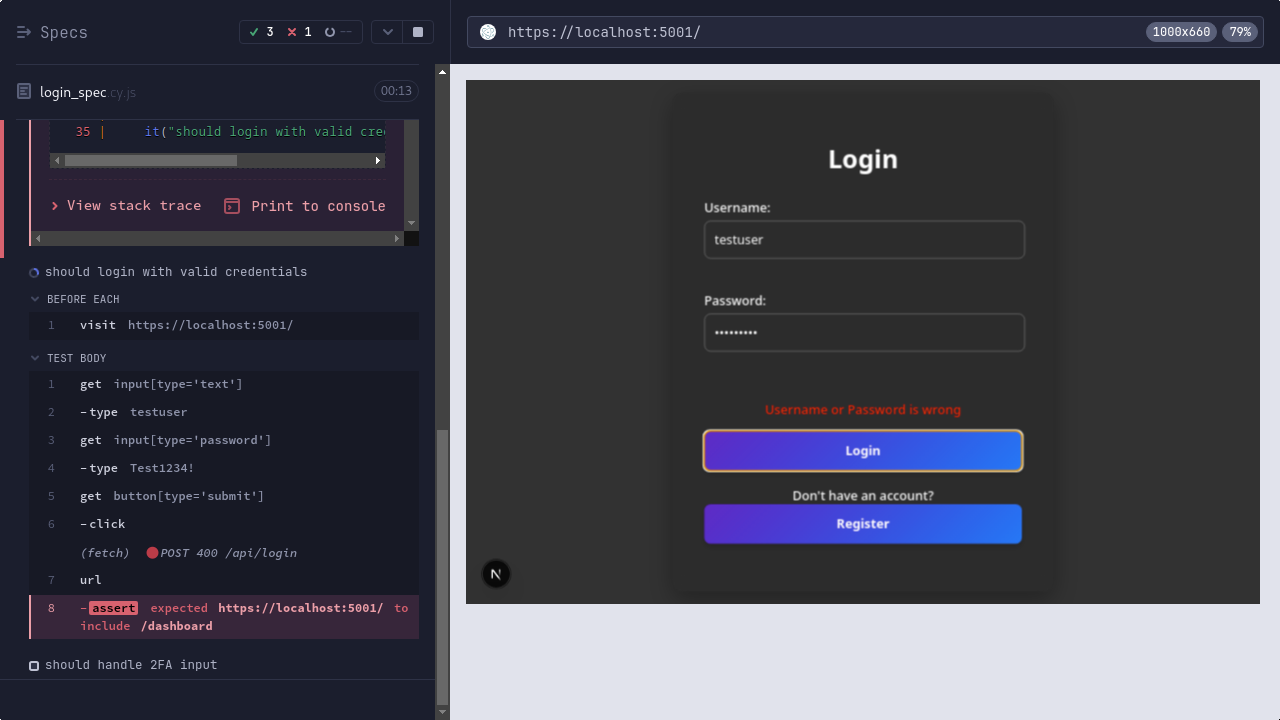 Specs
3 1 --
login_spec.cy.js 00:13
35 | it("should login with valid cre
View stack trace Print to console
should login with valid credentials
BEFORE EACH
1 visit https://localhost:5001/
TEST BODY
1 get input[type='text']
2 -type testuser
3 get input[type='password']
4 -type Test1234!
5 get button[type='submit']
6 -click
(fetch) POST 400 /api/login
7 url
8 -assert expected https://localhost:5001/ to
include /dashboard
should handle 2FA input
https://localhost:5001/ 1000x660 79%
Login
Username:
testuser
Password:
•••••••••
Username or Password is wrong
Login
Don't have an account?
Register
N